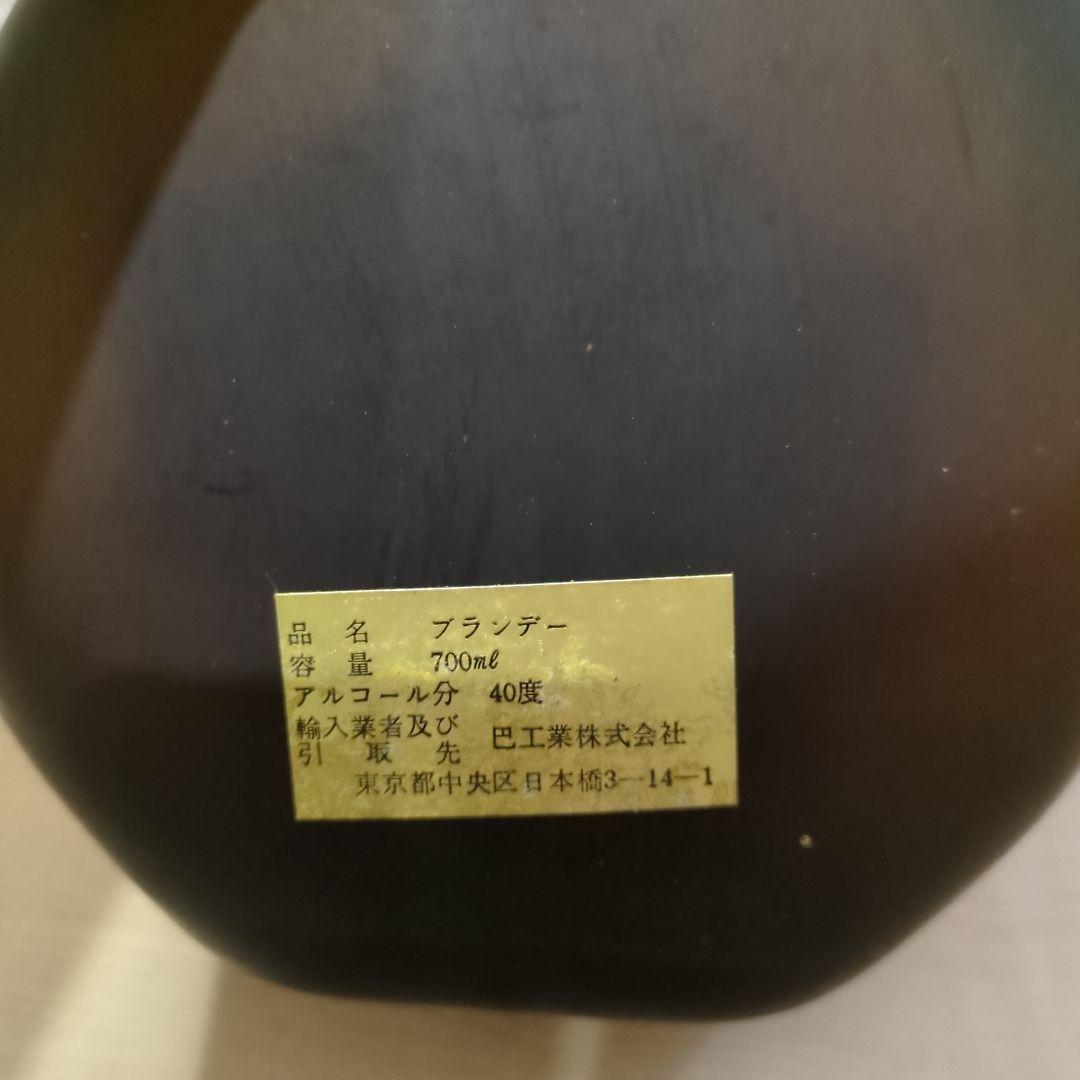 品名 ブランデー
容量 700㎖
アルコール分 40度
輸入業者及び
引取先 巴工業株式会社
東京都中央区日本橋3-14-1